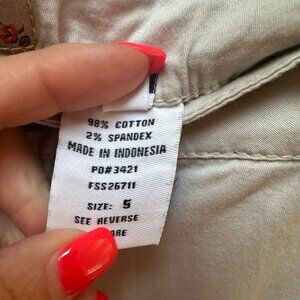 98% COTTON
2% SPANDEX
MADE IN INDONESIA
PO#3421
FSS26711
SIZE: 5
SEE REVERSE